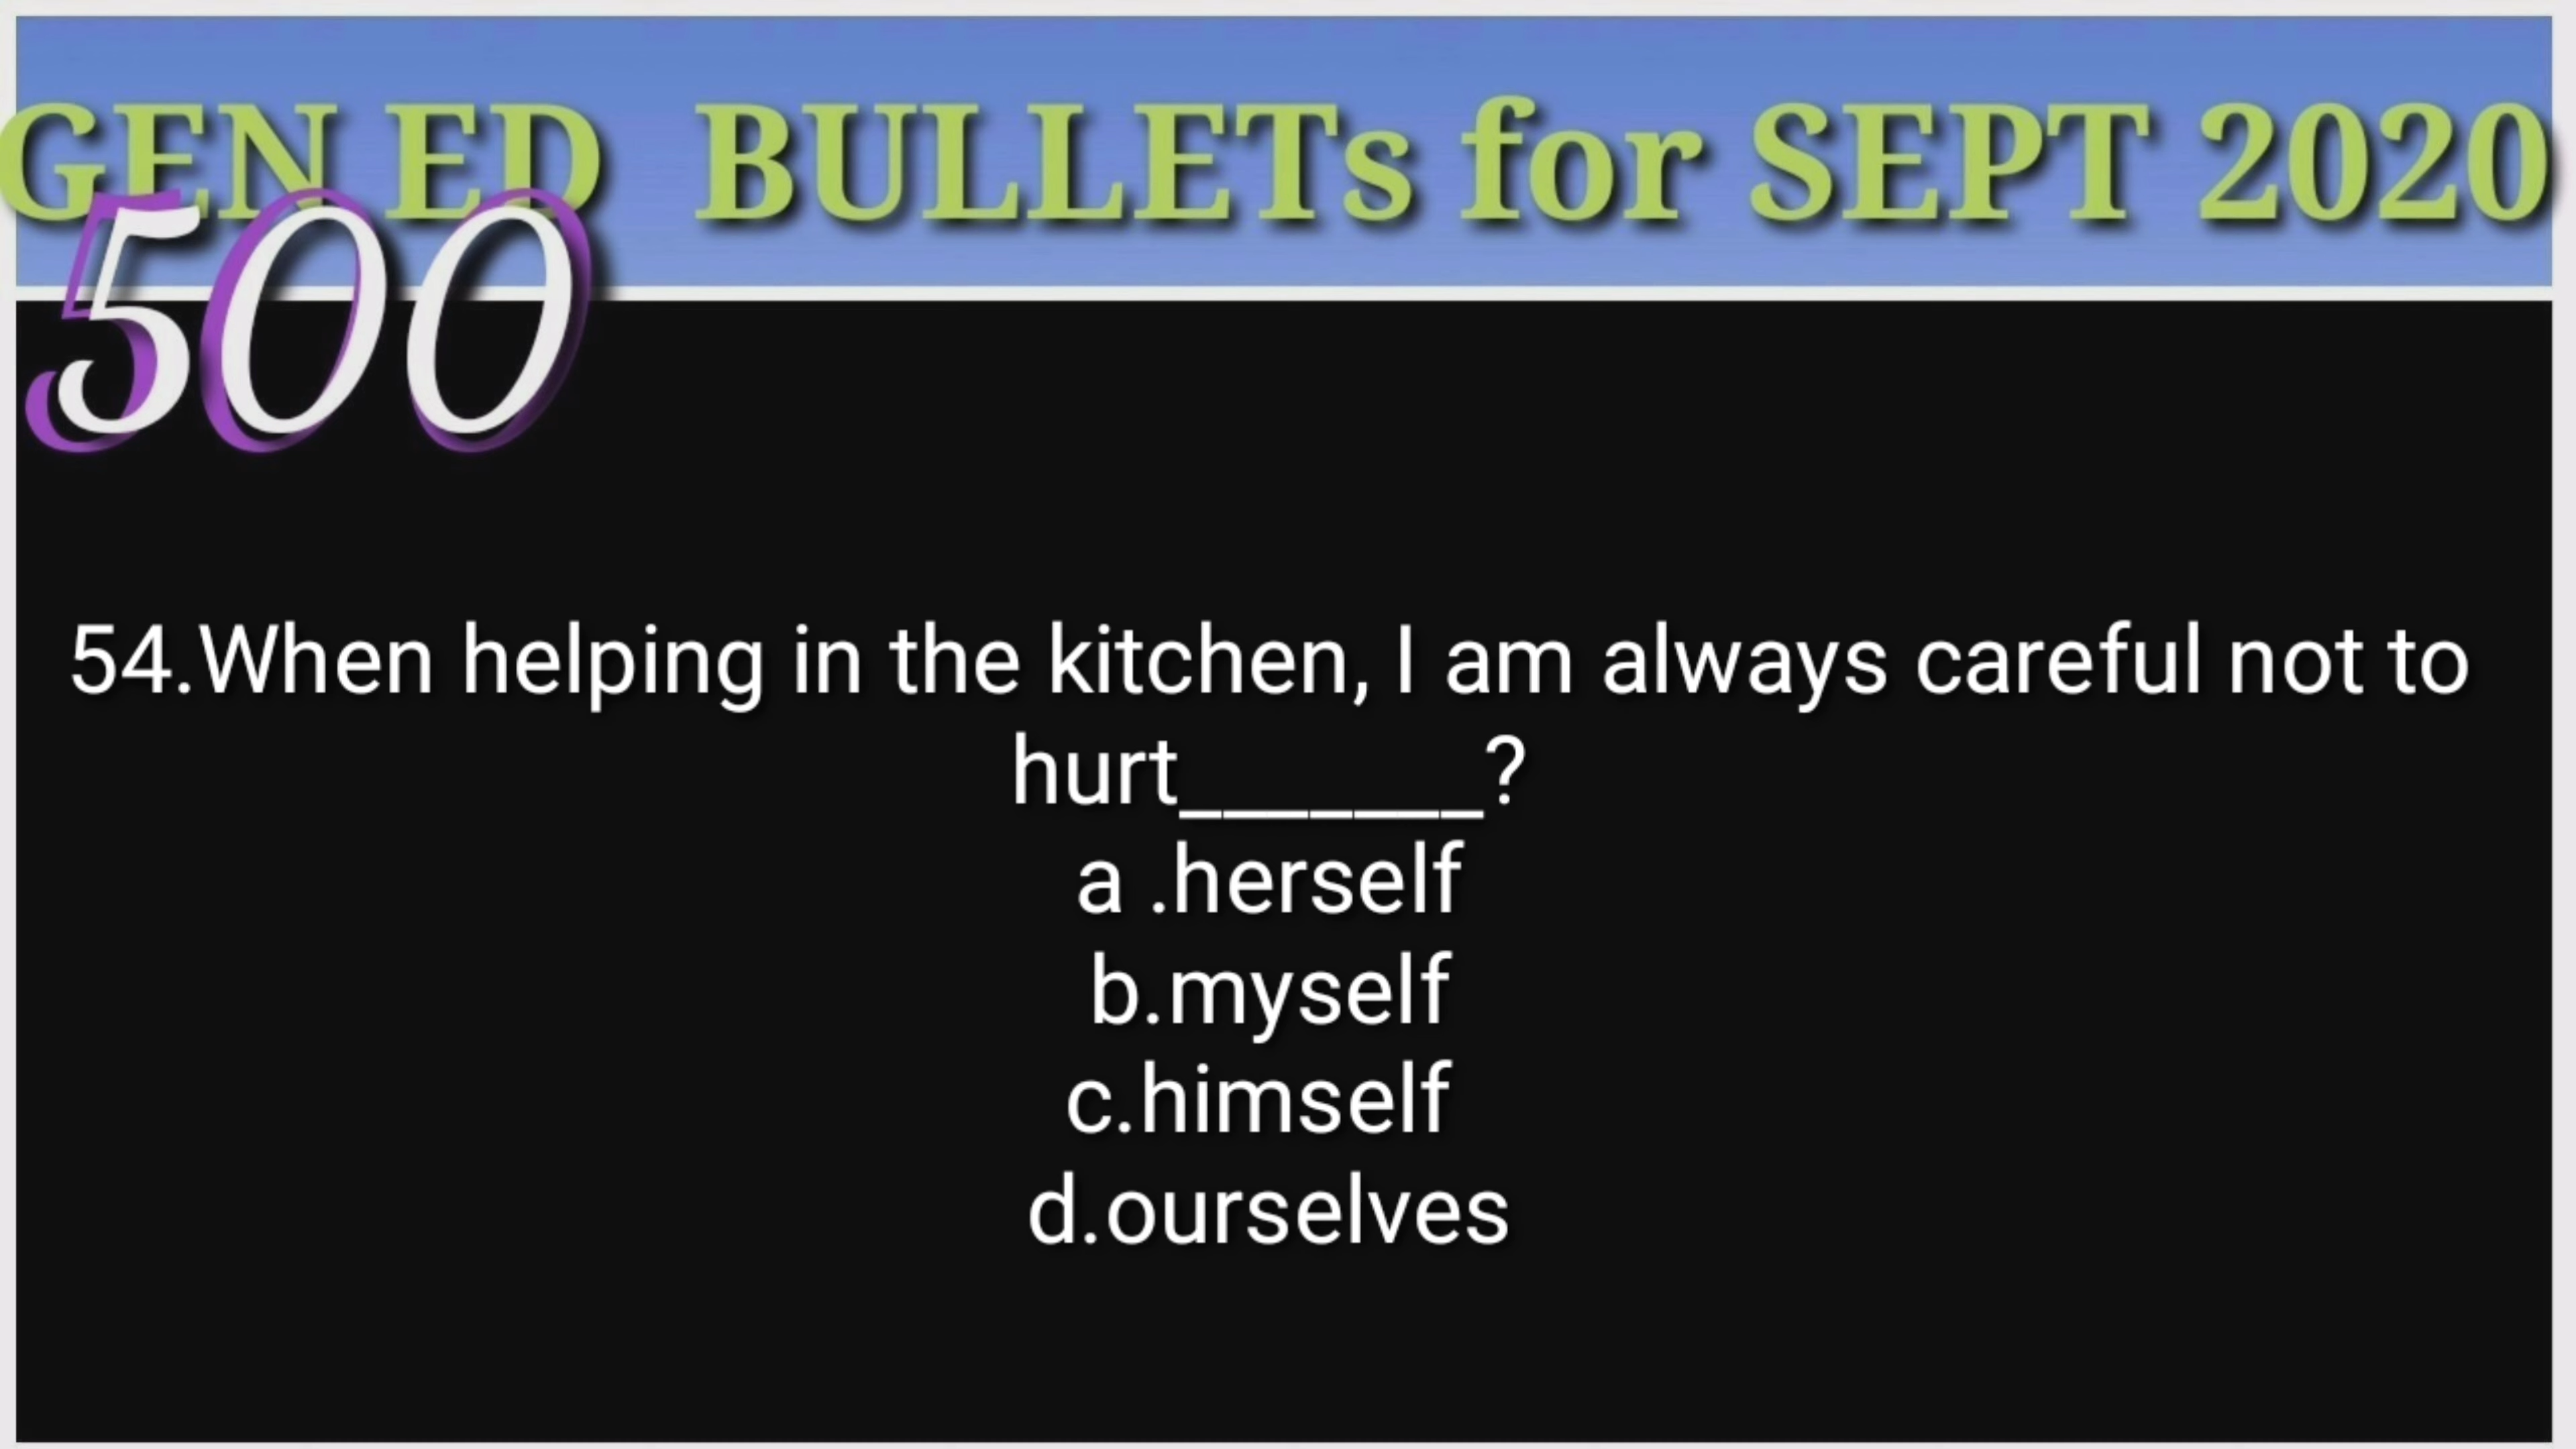 GEN ED BULLETs for SEPT 2020
500
54.When helping in the kitchen, I am always careful not to
hurt_______?
a .herself
b.myself
c.himself
d.ourselves